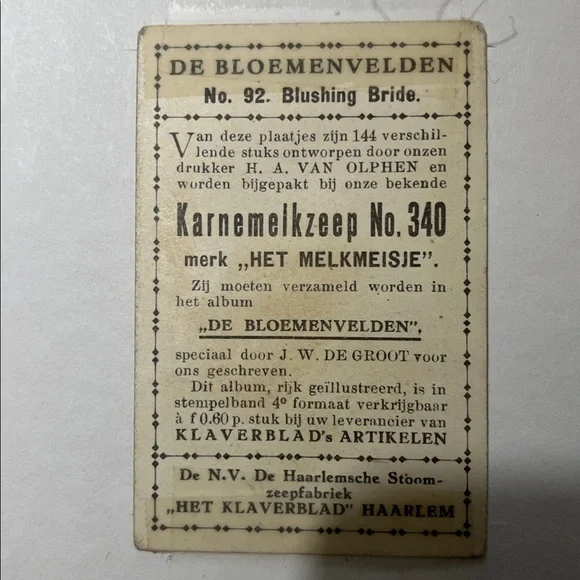 DE BLOEMENVELDEN
No. 92. Blushing Bride.
Van deze plaatjes zijn 144 verschil-
lende stuks ontworpen door onzen
drukker H. A. VAN OLPHEN en
worden bijgepakt bij onze bekende
Karnemelkzeep No. 340
merk „HET MELKMEISJE”.
Zij moeten verzameld worden in
het album
„DE BLOEMENVELDEN”,
speciaal door J. W. DE GROOT voor
ons geschreven.
Dit album, rijk geïllustreerd, is in
stempelband 4º formaat verkrijgbaar
à f 0.60 p. stuk bij uw leverancier van
KLAVERBLAD's ARTIKELEN
De N.V. De Haarlemsche Stoom-
zeepfabriek
„HET KLAVERBLAD” HAARLEM